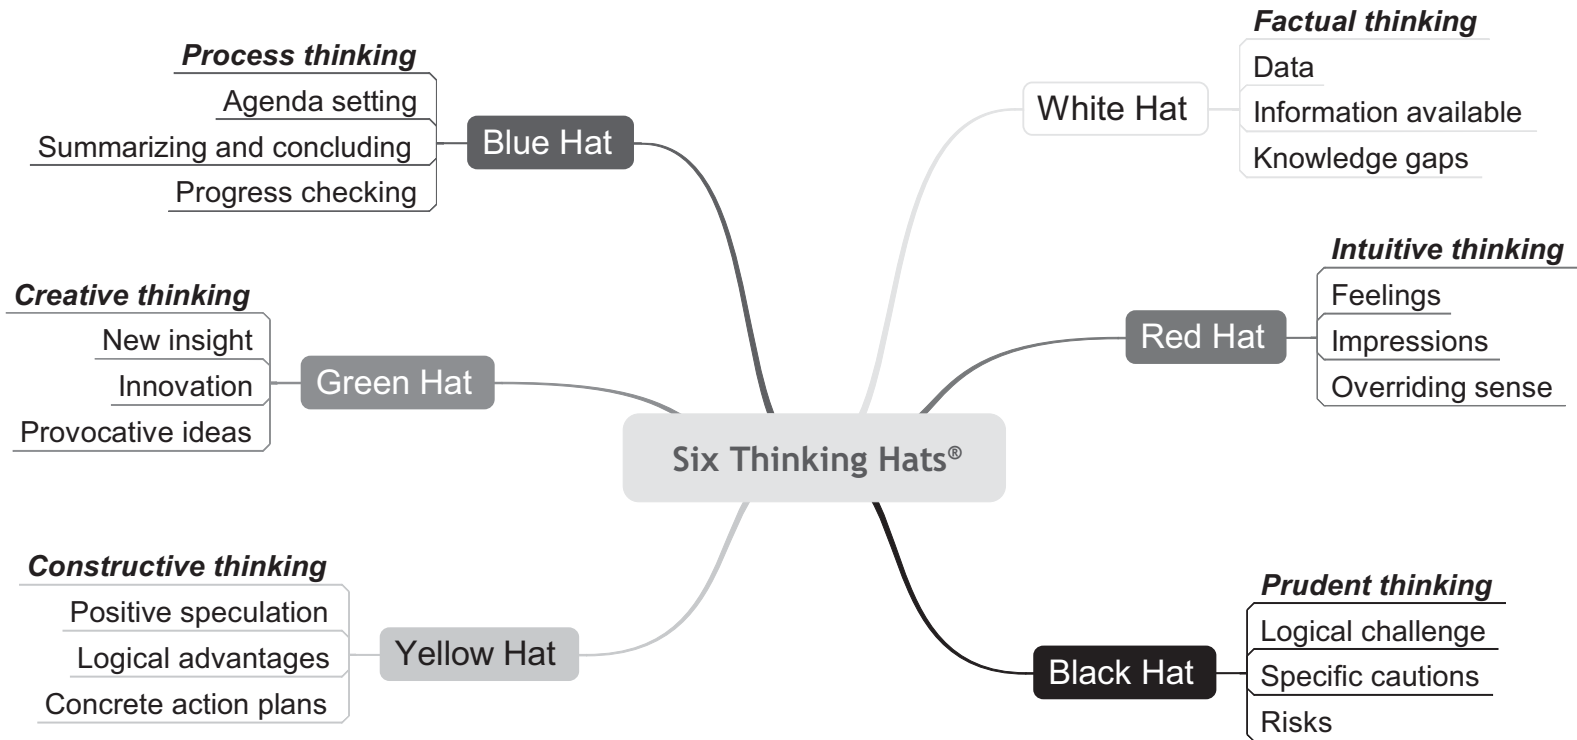 Six Thinking Hats®
White Hat
Factual thinking
Data
Information available
Knowledge gaps
Red Hat
Intuitive thinking
Feelings
Impressions
Overriding sense
Black Hat
Prudent thinking
Logical challenge
Specific cautions
Risks
Yellow Hat
Constructive thinking
Positive speculation
Logical advantages
Concrete action plans
Green Hat
Creative thinking
New insight
Innovation
Provocative ideas
Blue Hat
Process thinking
Agenda setting
Summarizing and concluding
Progress checking